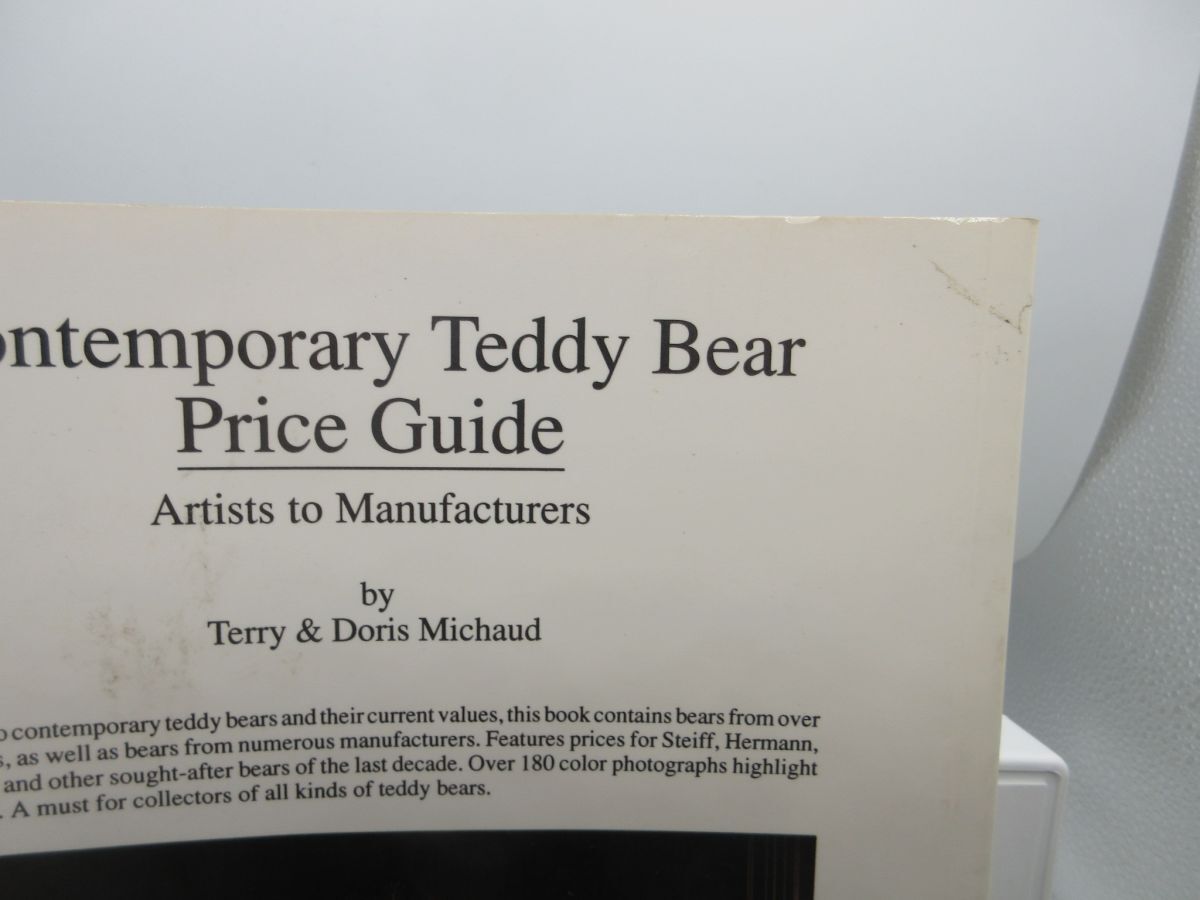 ontemporary Teddy Bear
Price Guide
Artists to Manufacturers
by
Terry & Doris Michaud
contemporary teddy bears and their current values, this book contains bears from over
, as well as bears from numerous manufacturers. Features prices for Steiff, Hermann,
and other sought-after bears of the last decade. Over 180 color photographs highlight
. A must for collectors of all kinds of teddy bears.